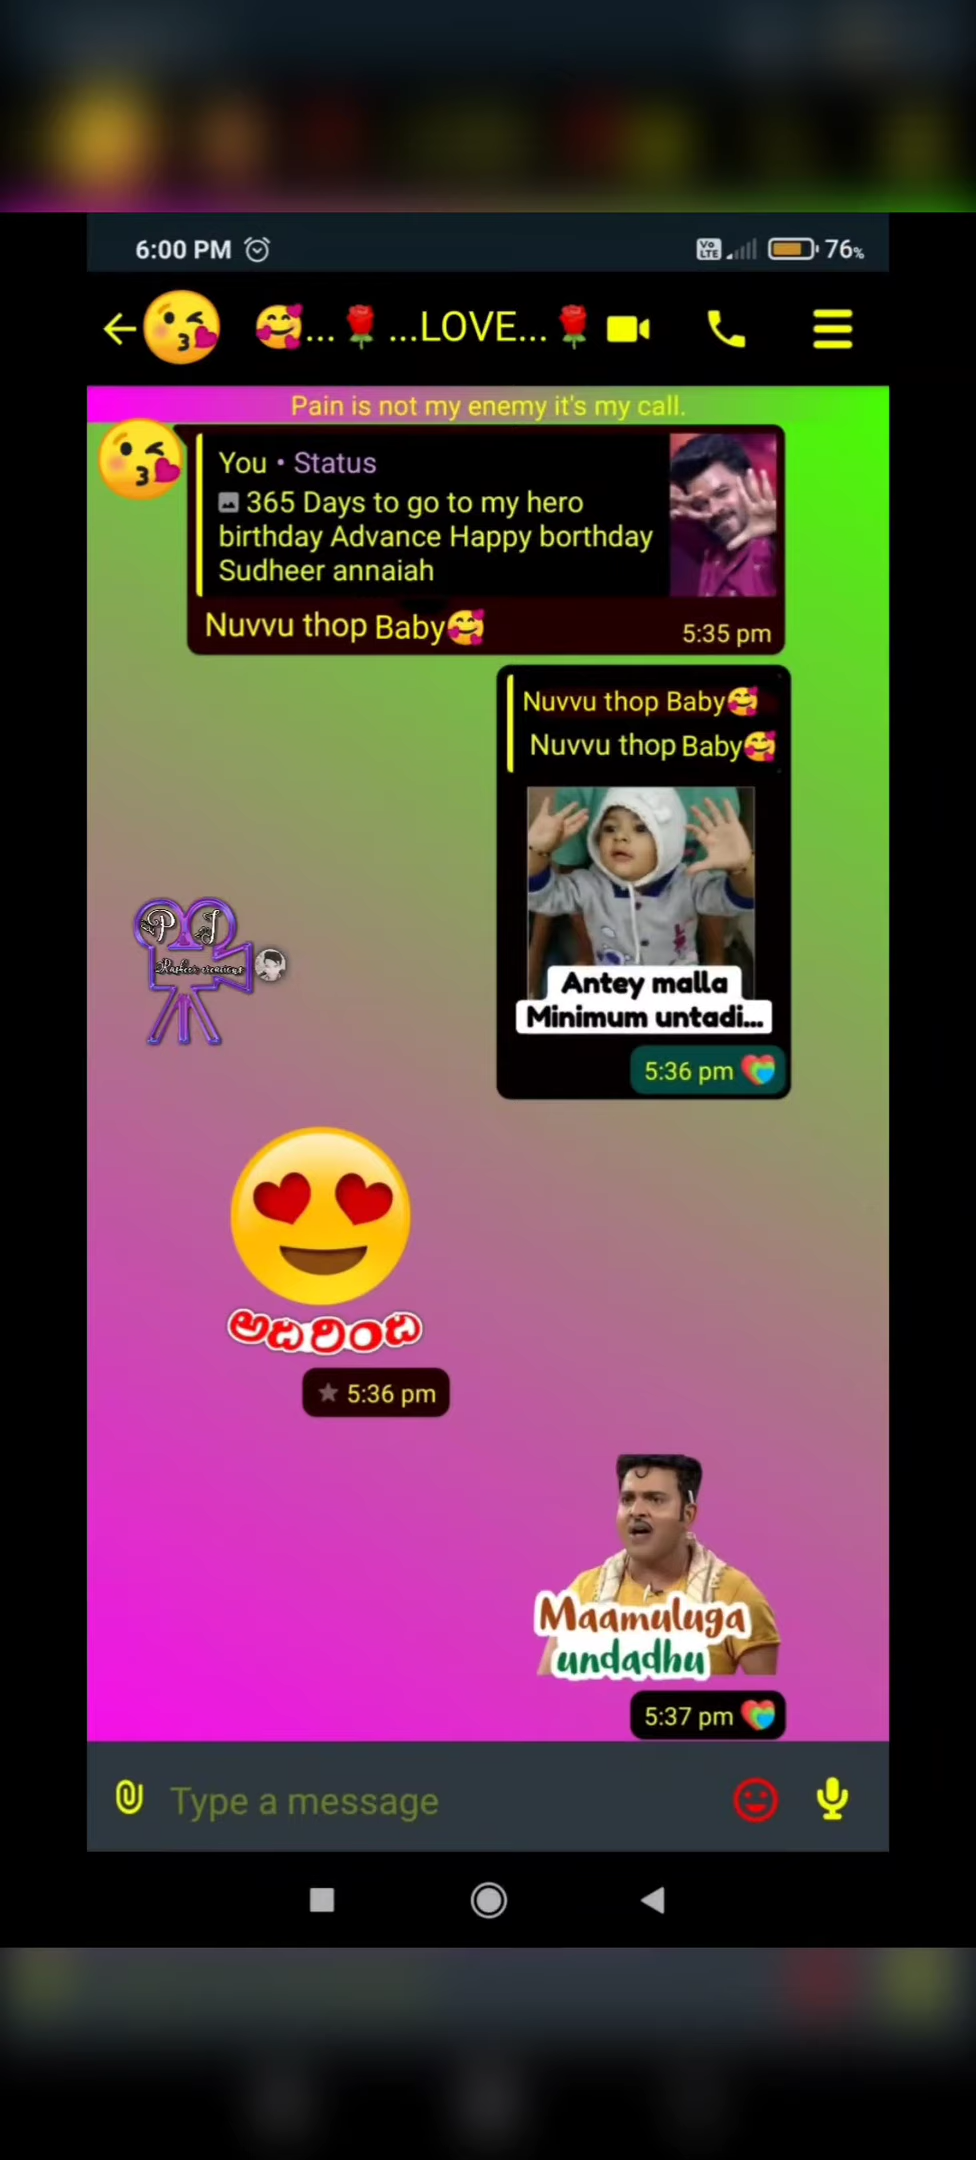 6:00 PM
VoLTE
76%
🥰...🌹...LOVE...🌹
Pain is not my enemy it's my call.
You • Status
365 Days to go to my hero
birthday Advance Happy borthday
Sudheer annaiah
Nuvvu thop Baby🥰
5:35 pm
Nuvvu thop Baby🥰
Nuvvu thop Baby🥰
Antey malla
Minimum untadi...
5:36 pm
P J
అదిరింది
5:36 pm
Maamuluga
undadhu
5:37 pm
Type a message